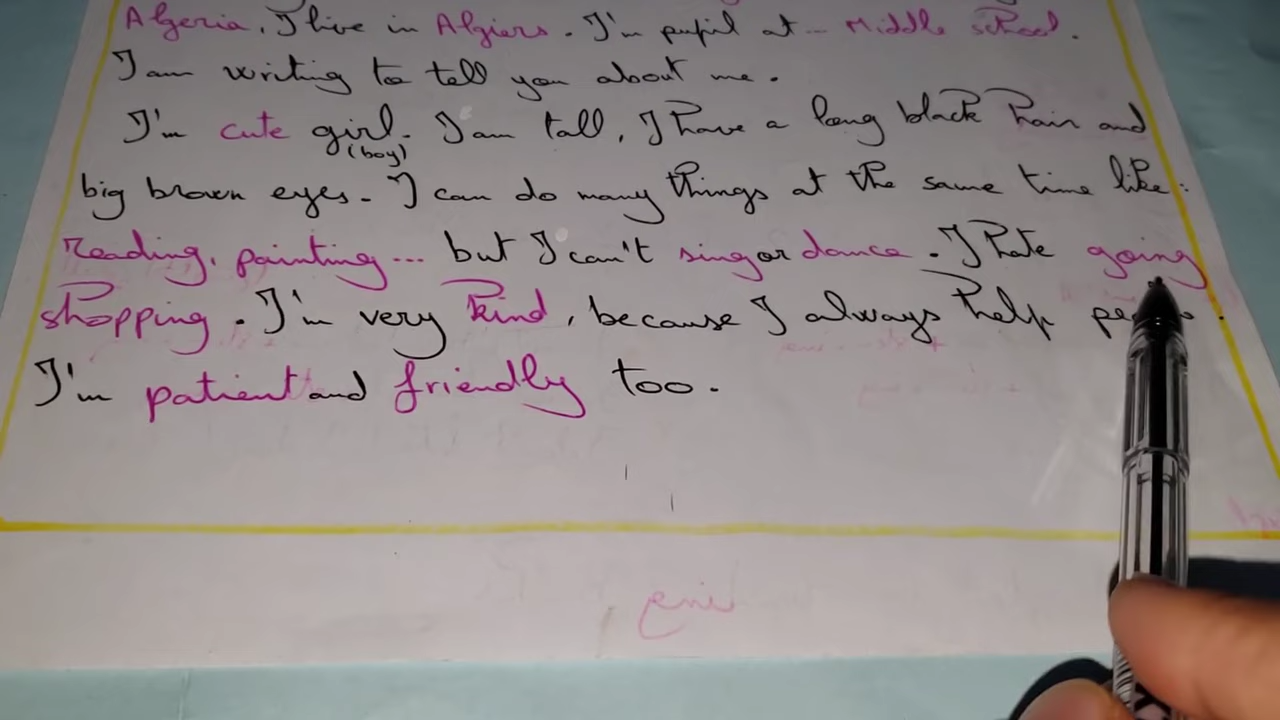 Algeria. I live in Algiers. I'm pupil at ... Middle school.
I am writing to tell you about me.
I'm cute girl. I am tall, I have a long black hair and
(boy)
big brown eyes. I can do many things at the same time like:
reading, painting... but I can't sing or dance. I hate going
shopping. I'm very kind, because I always help
I'm patient and friendly too.